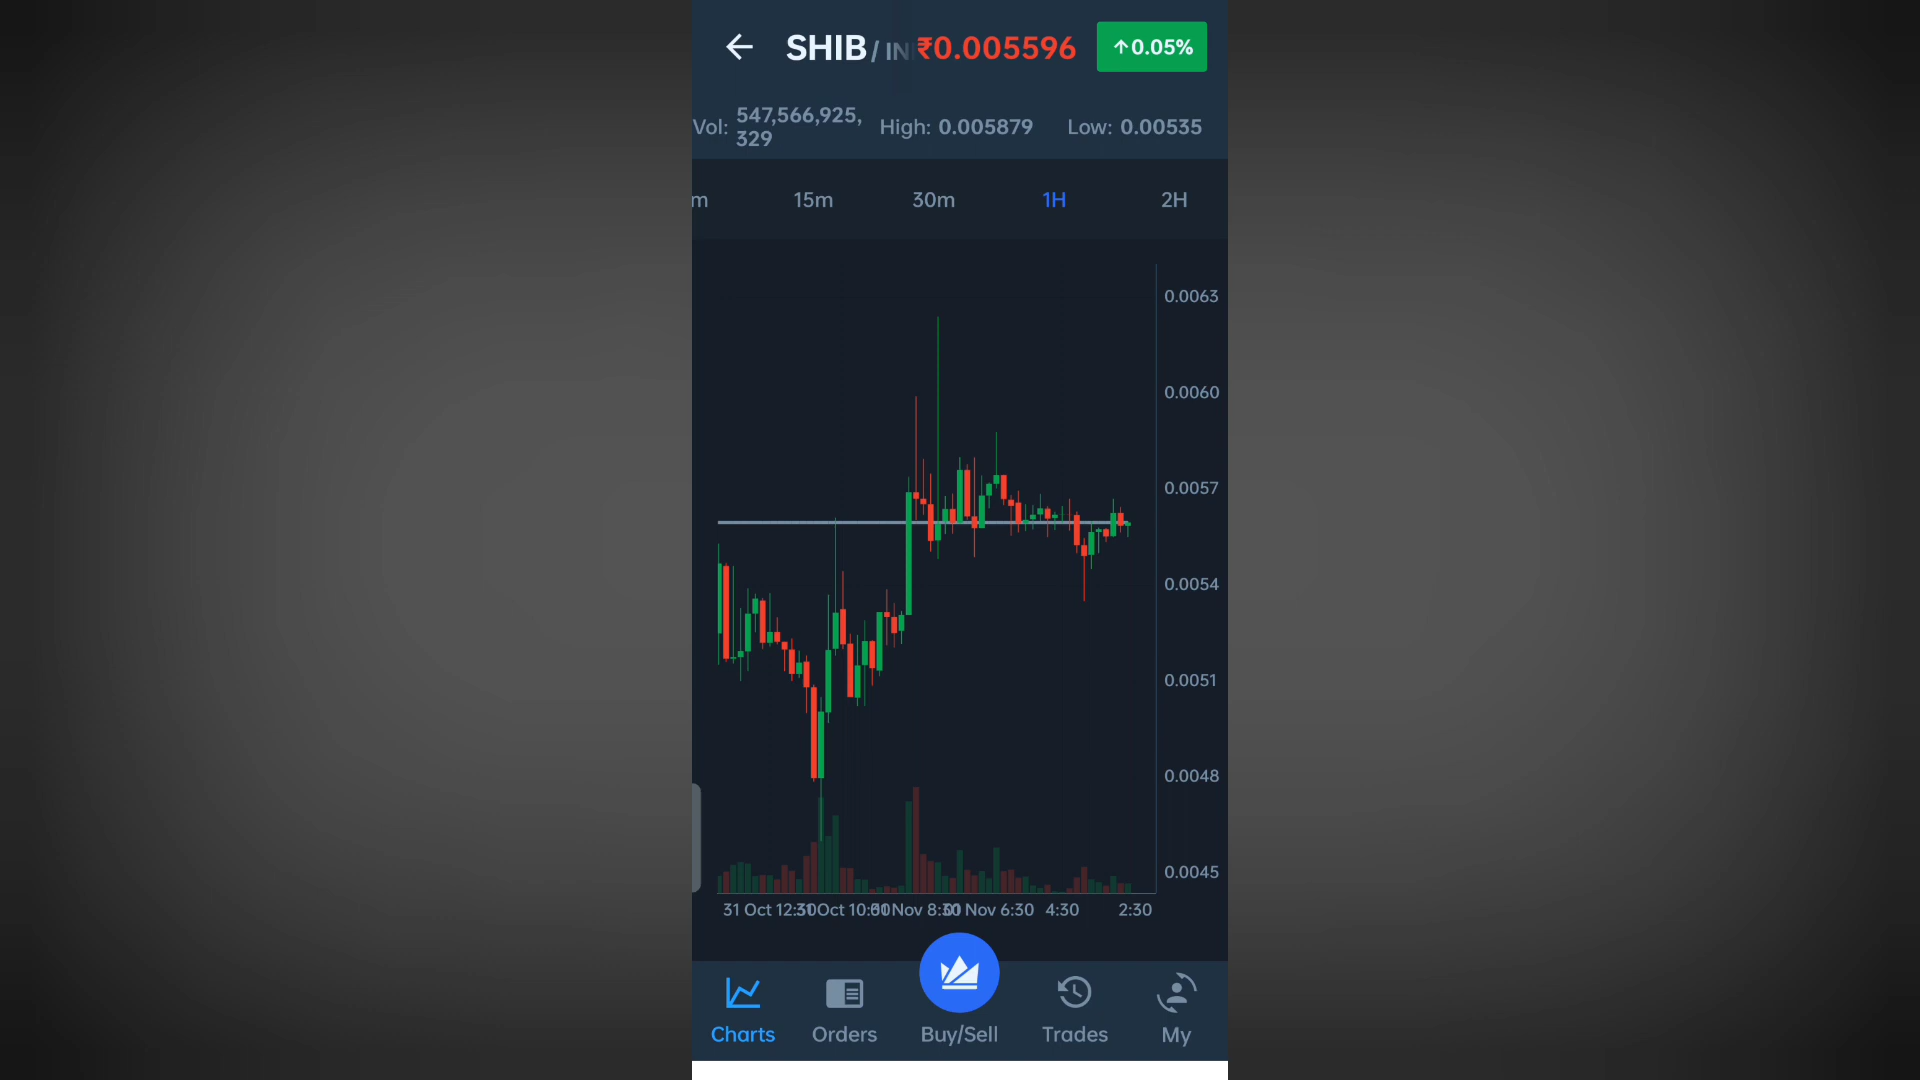 SHIB / IN ₹0.005596 ↑0.05%
Vol: 547,566,925,329 High: 0.005879 Low: 0.00535
m 15m 30m 1H 2H
0.0063
0.0060
0.0057
0.0054
0.0051
0.0048
0.0045
31 Oct 12:30 Oct 10:30 Nov 8:30 Nov 6:30 4:30 2:30
Charts Orders Buy/Sell Trades My